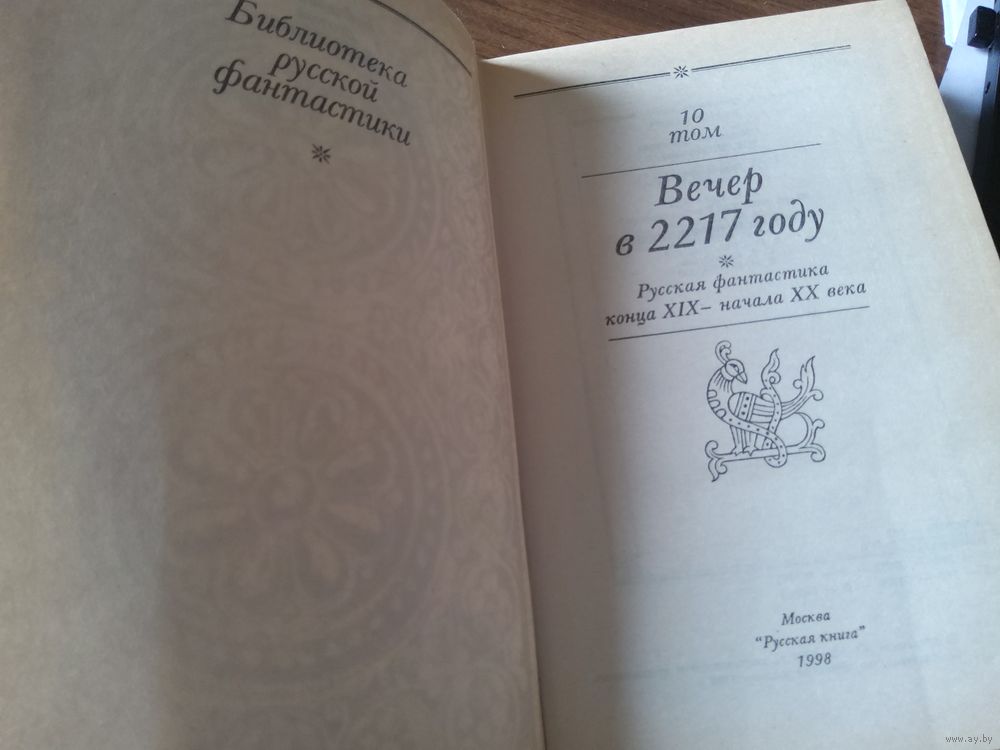 Библиотека
русской
фантастики
10
том
Вечер
в 2217 году
Русская фантастика
конца XIX – начала XX века
Москва
"Русская книга"
1998
www.ay.by